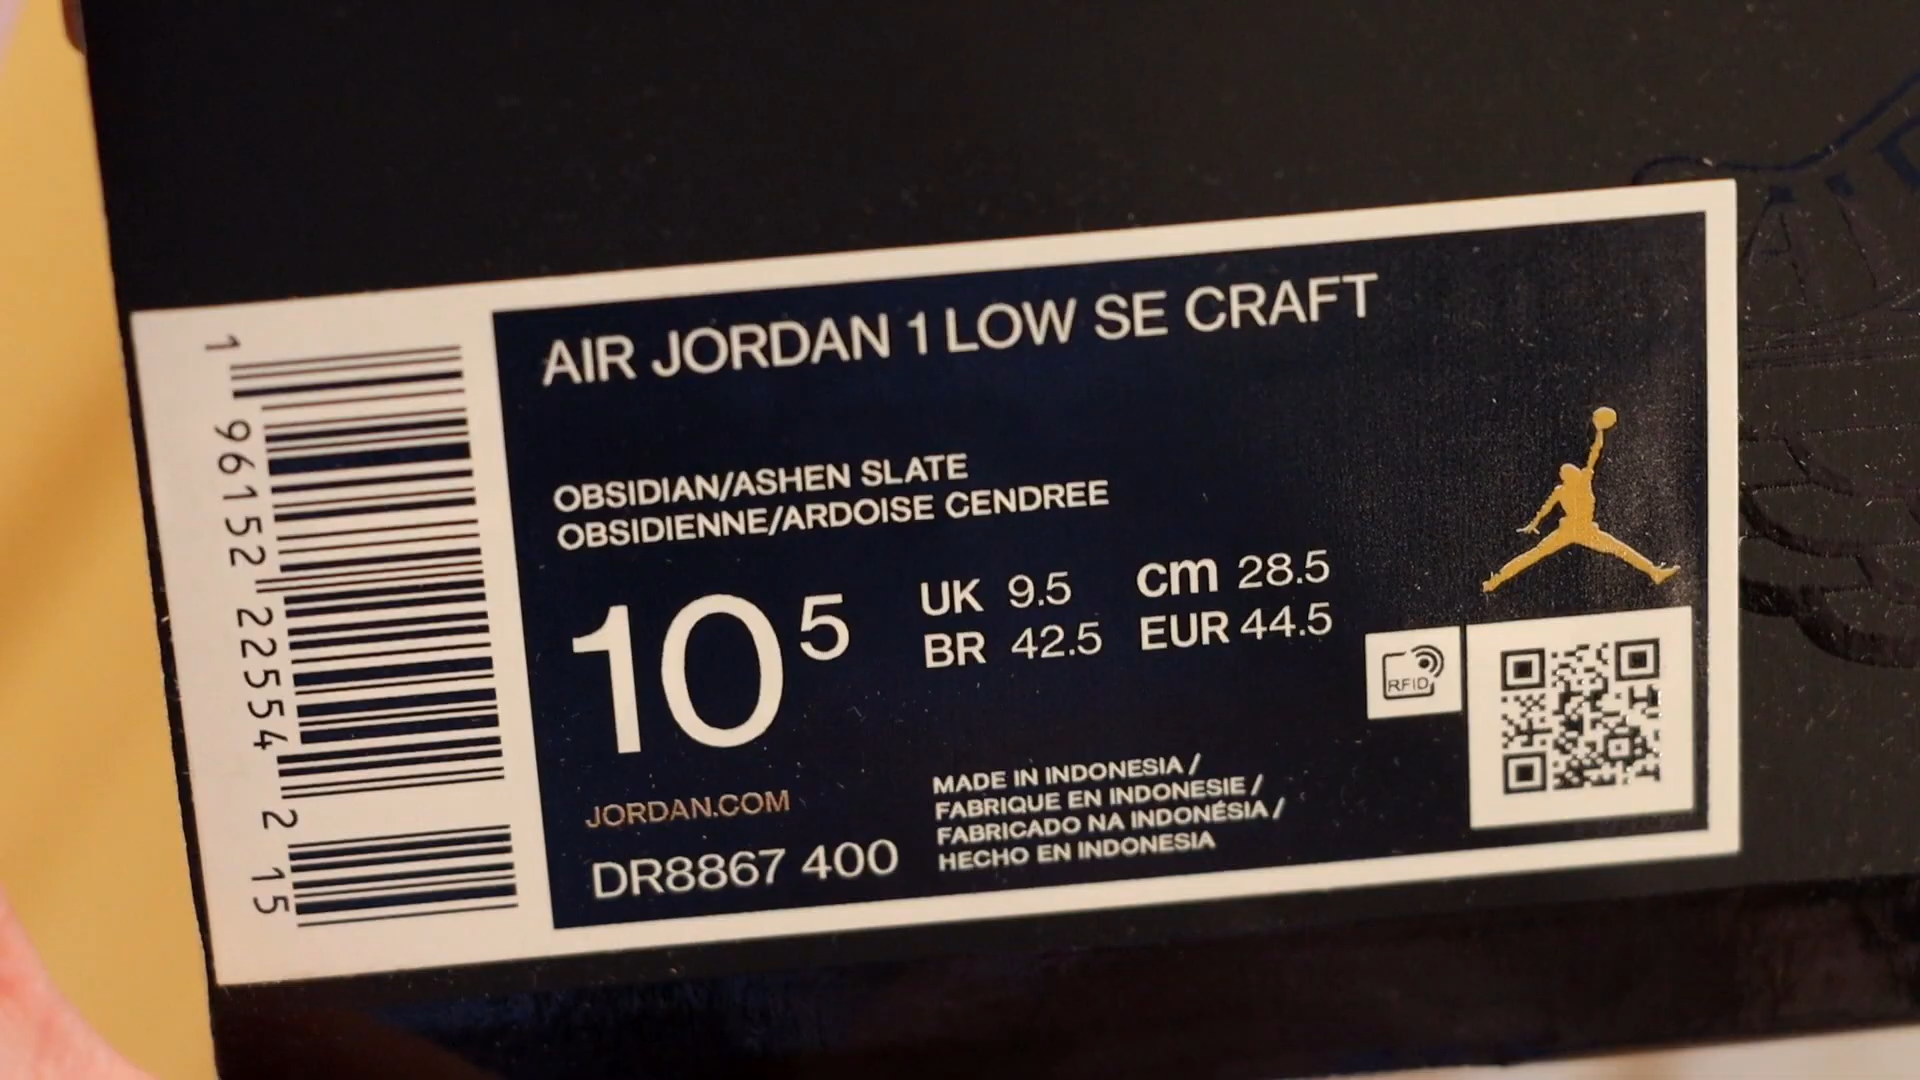 AIR JORDAN 1 LOW SE CRAFT
OBSIDIAN/ASHEN SLATE
OBSIDIENNE/ARDOISE CENDREE
10 5
UK 9.5 cm 28.5
BR 42.5 EUR 44.5
RFID
JORDAN.COM
DR8867 400
MADE IN INDONESIA /
FABRIQUE EN INDONESIE /
FABRICADO NA INDONÉSIA /
HECHO EN INDONESIA
1 96152 22554 2 15